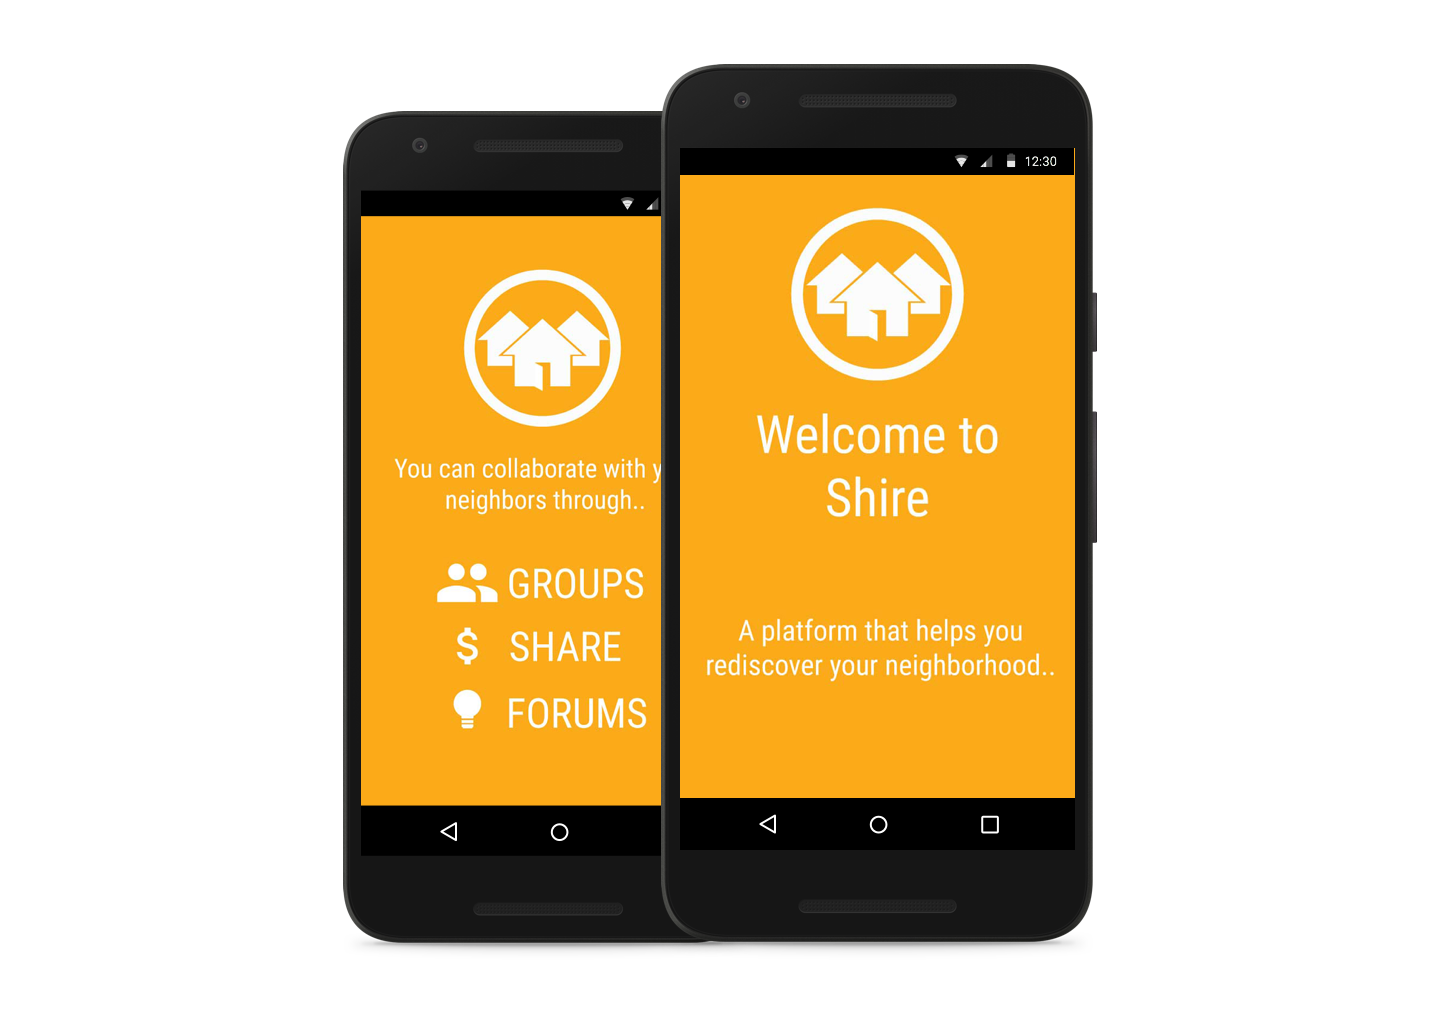 12:30
Welcome to
Shire
A platform that helps you
rediscover your neighborhood..
You can collaborate with
neighbors through..
GROUPS
$ SHARE
FORUMS